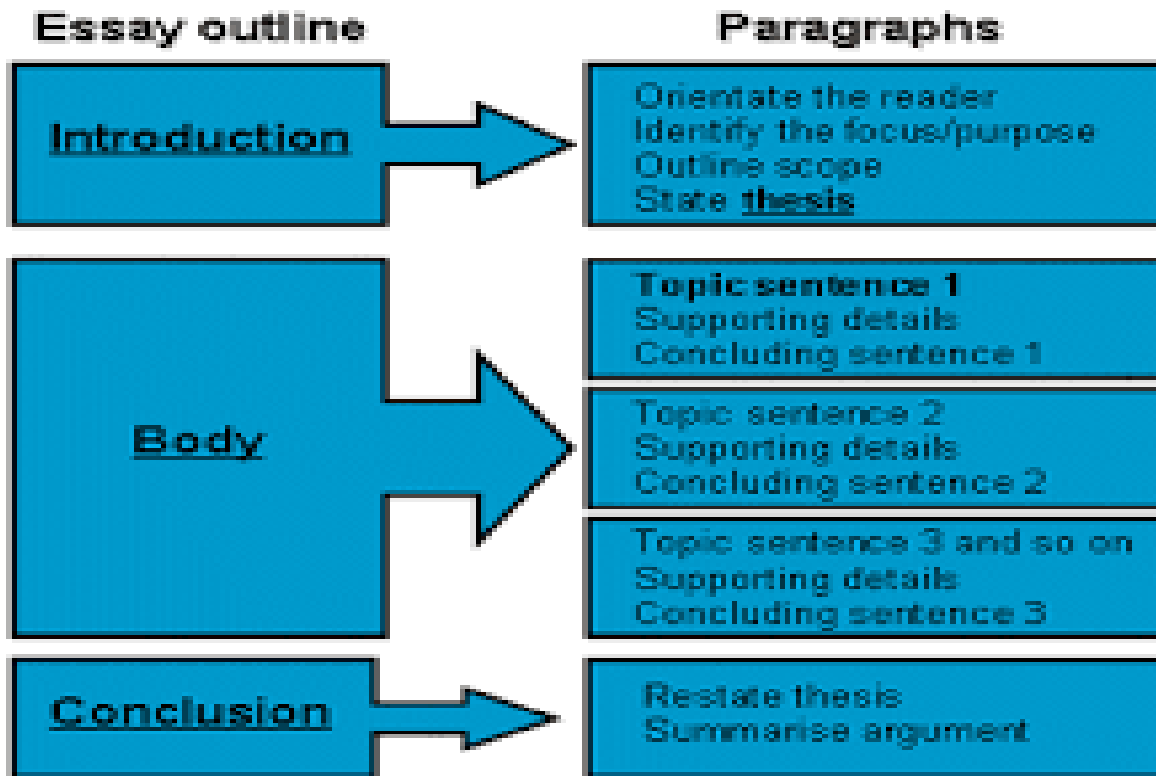 Essay outline
Paragraphs
Introduction
Orientate the reader
Identify the focus/purpose
Outline scope
State thesis
Body
Topic sentence 1
Supporting details
Concluding sentence 1
Topic sentence 2
Supporting details
Concluding sentence 2
Topic sentence 3 and so on
Supporting details
Concluding sentence 3
Conclusion
Restate thesis
Summarise argument